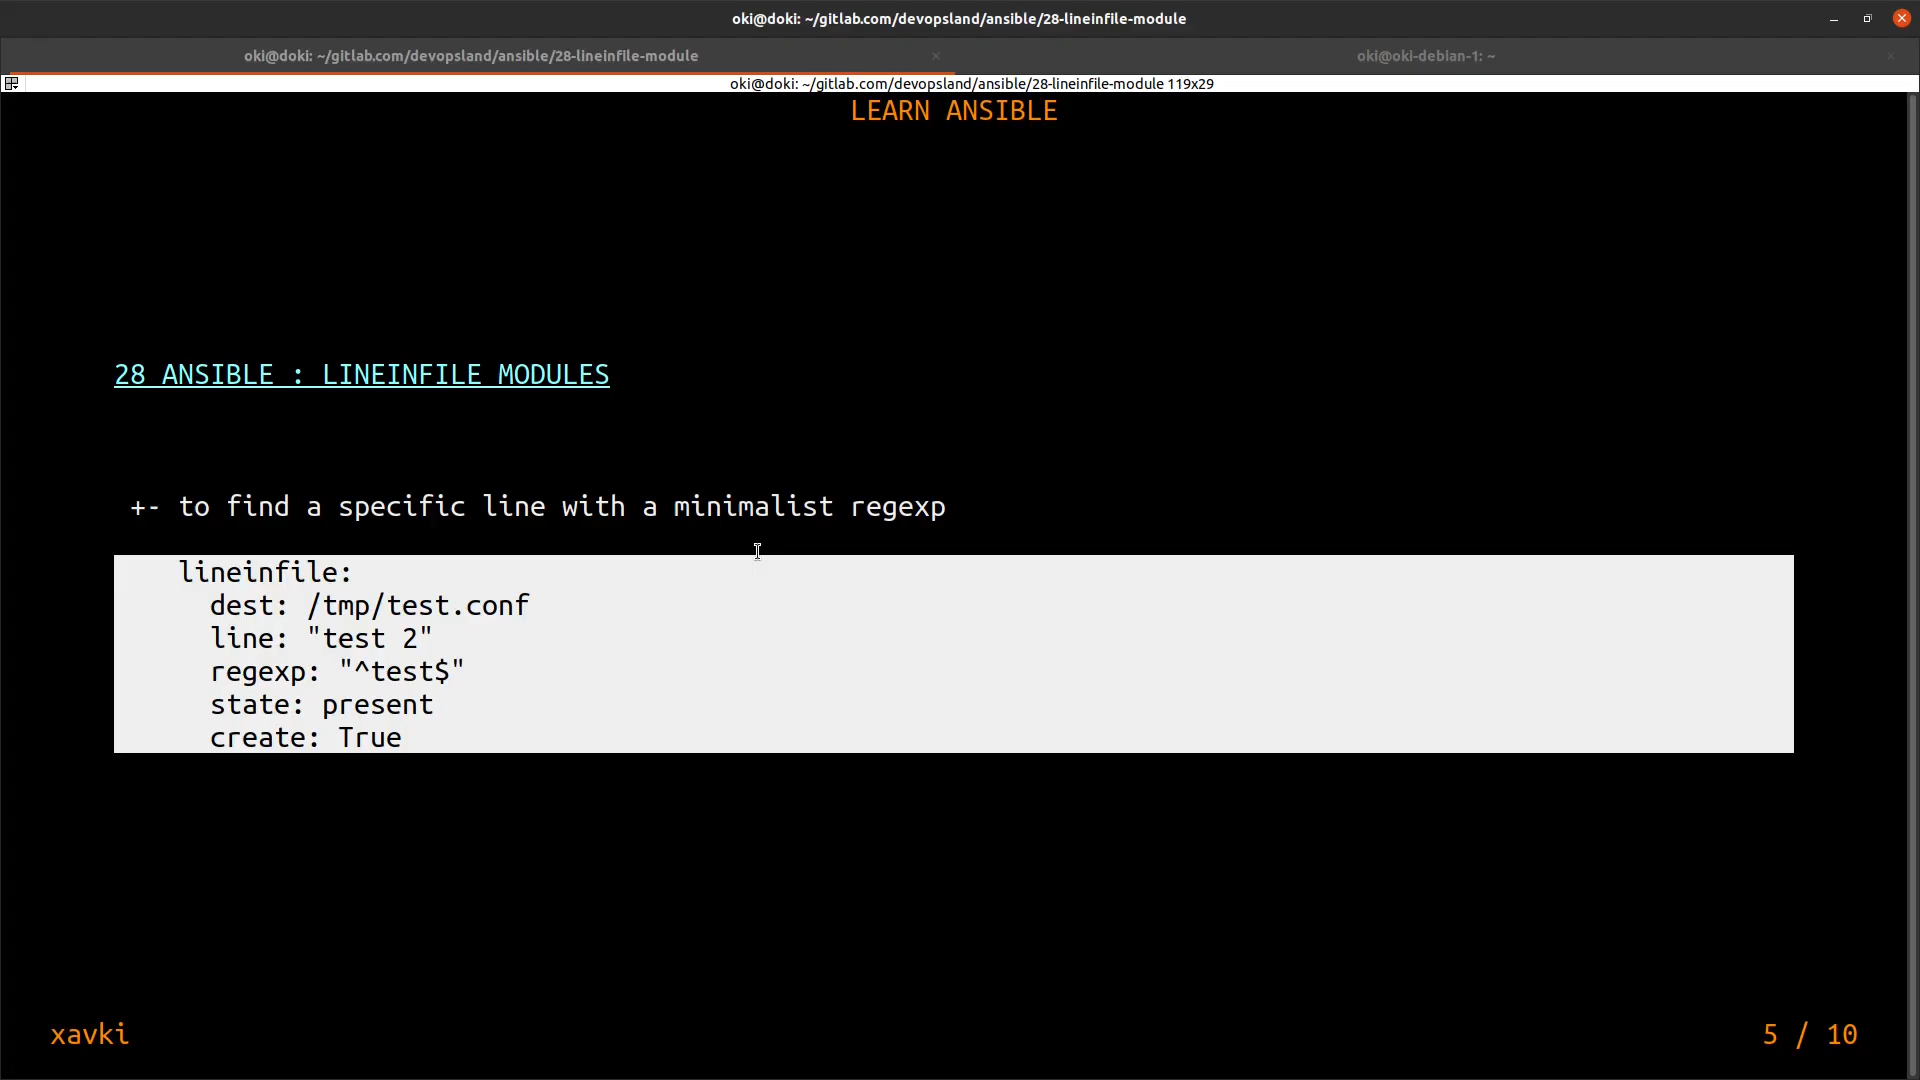 oki@doki: ~/gitlab.com/devopsland/ansible/28-lineinfile-module
oki@doki: ~/gitlab.com/devopsland/ansible/28-lineinfile-module
oki@oki-debian-1: ~
oki@doki: ~/gitlab.com/devopsland/ansible/28-lineinfile-module 119x29
LEARN ANSIBLE
28 ANSIBLE : LINEINFILE MODULES
+- to find a specific line with a minimalist regexp
lineinfile:
dest: /tmp/test.conf
line: "test 2"
regexp: "^test$"
state: present
create: True
xavki
5 / 10